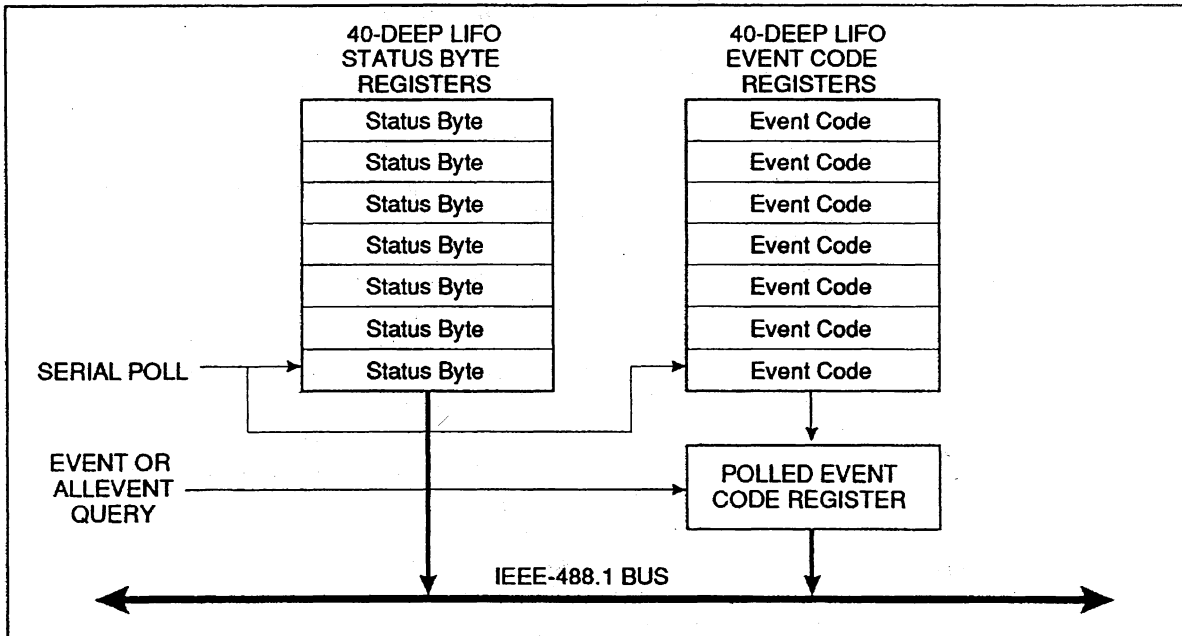 40-DEEP LIFO
STATUS BYTE
REGISTERS
Status Byte
Status Byte
Status Byte
Status Byte
Status Byte
Status Byte
Status Byte
40-DEEP LIFO
EVENT CODE
REGISTERS
Event Code
Event Code
Event Code
Event Code
Event Code
Event Code
Event Code
SERIAL POLL
EVENT OR
ALLEVENT
QUERY
POLLED EVENT
CODE REGISTER
IEEE-488.1 BUS